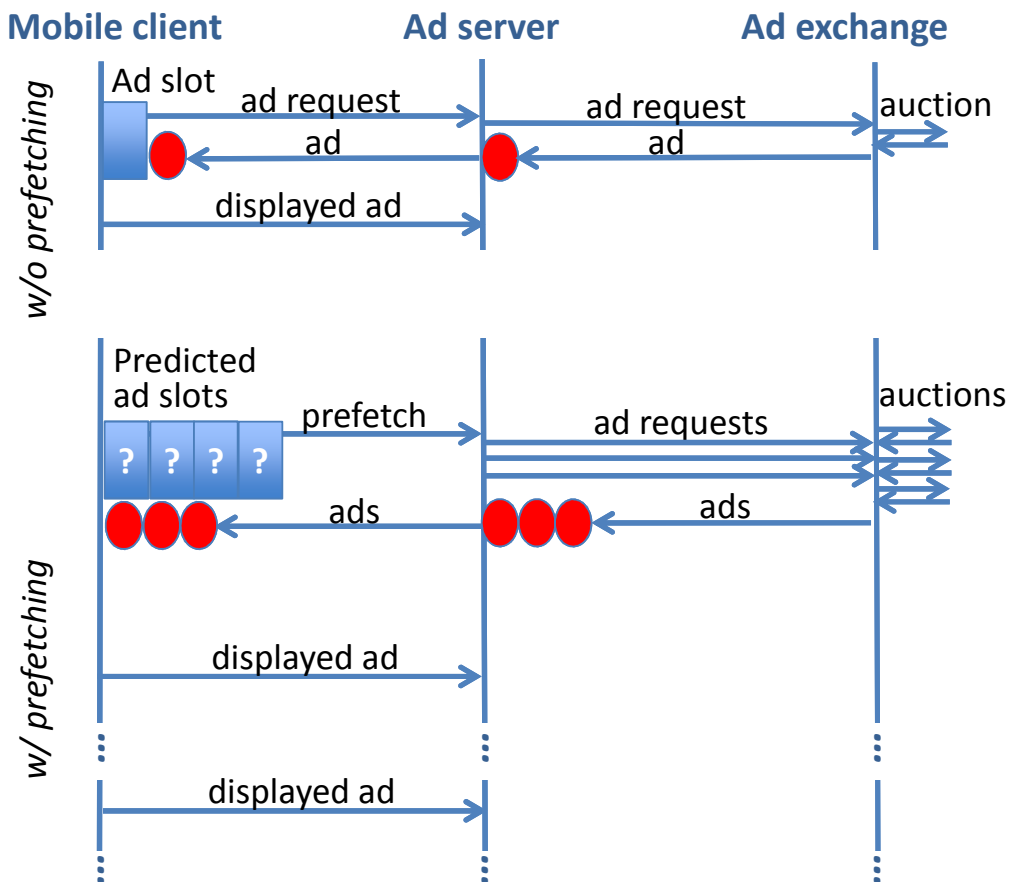 Mobile client
Ad server
Ad exchange
w/o prefetching
Ad slot
ad request
ad request
auction
ad
ad
displayed ad
w/ prefetching
Predicted
ad slots
prefetch
ad requests
auctions
? ? ? ?
ads
ads
displayed ad
displayed ad